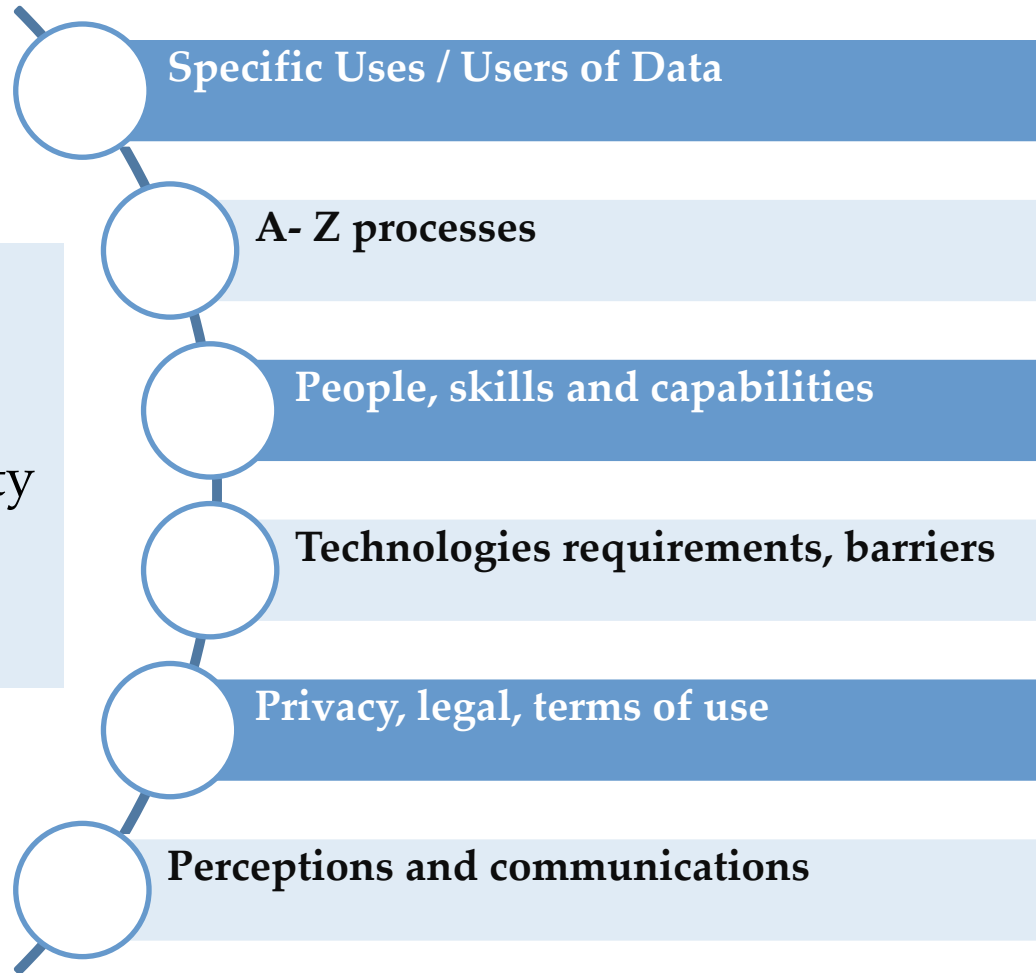 Specific Uses / Users of Data
A- Z processes
People, skills and capabilities
ty
Technologies requirements, barriers
Privacy, legal, terms of use
Perceptions and communications